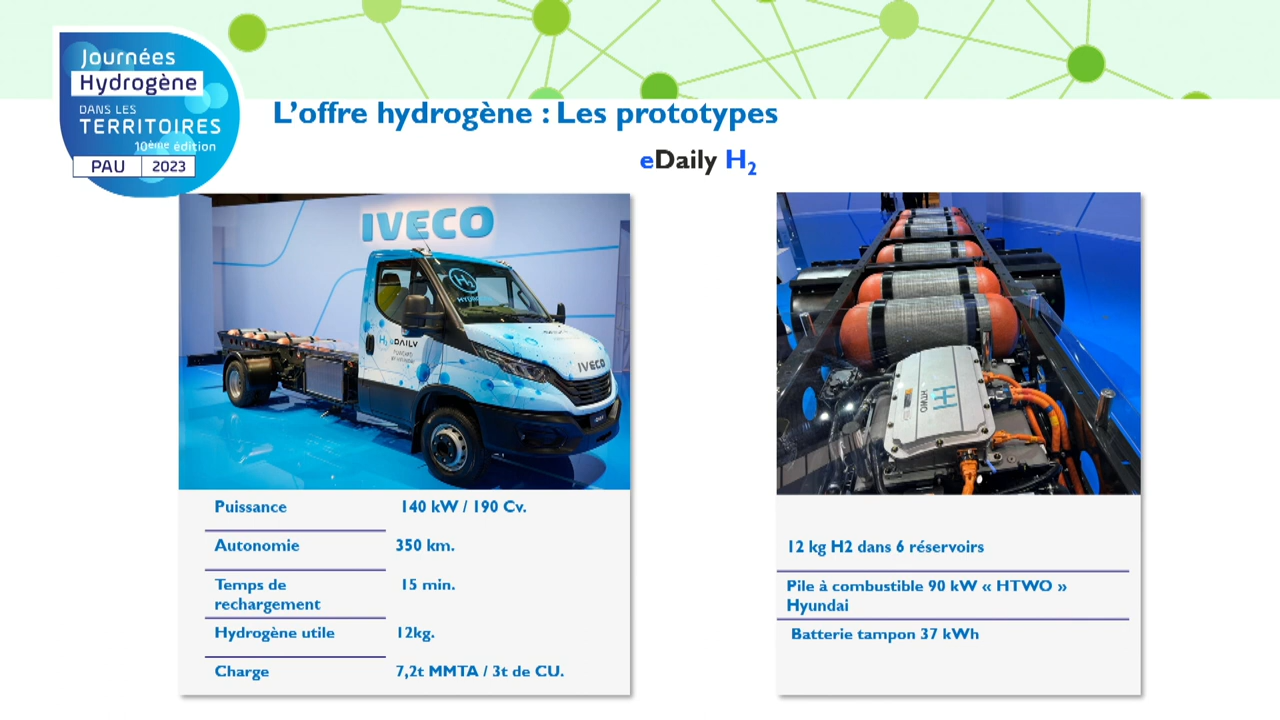 Journées
Hydrogène
DANS LES
TERRITOIRES
10ème édition
PAU 2023
L'offre hydrogène : Les prototypes
eDaily H2
IVECO
H2
H2 eDAILY
POWERED
IVECO
HTWO
Puissance 140 kW / 190 Cv.
Autonomie 350 km.
Temps de
rechargement 15 min.
Hydrogène utile 12kg.
Charge 7,2t MMTA / 3t de CU.
12 kg H2 dans 6 réservoirs
Pile à combustible 90 kW « HTWO »
Hyundai
Batterie tampon 37 kWh